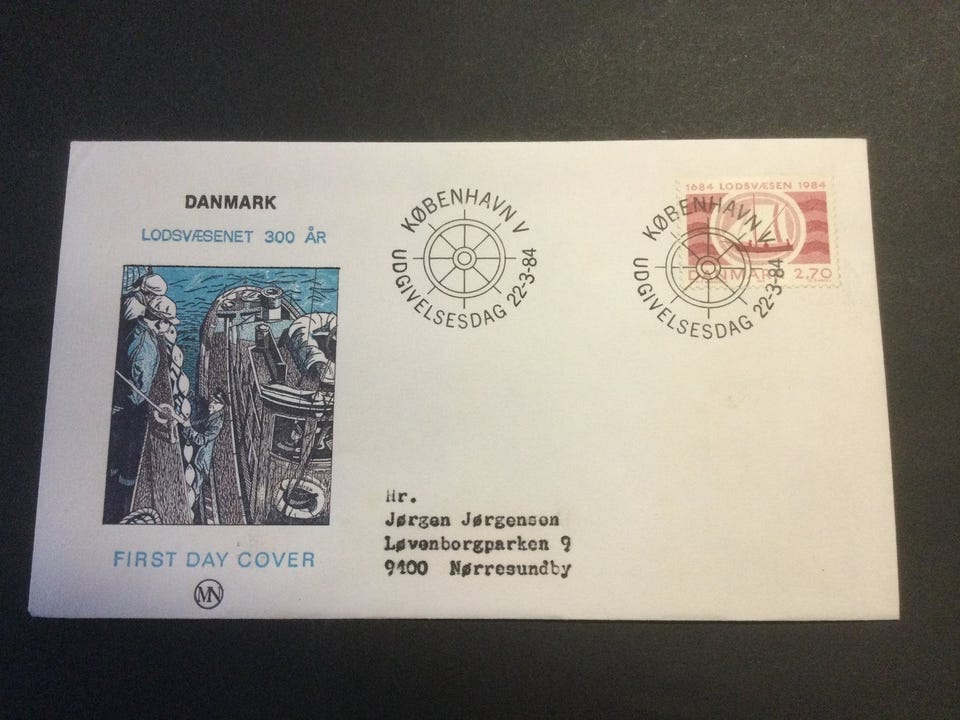 DANMARK
LODSVÆSENET 300 ÅR
KØBENHAVN V
UDGIVELSESDAG 22-3-84
1684 LODSVÆSEN 1984
DANMARK 2.70
KØBENHAVN V
UDGIVELSESDAG 22-3-84
Hr.
Jørgen Jørgensen
Løvenborgparken 9
9400 Nørresundby
FIRST DAY COVER
MN